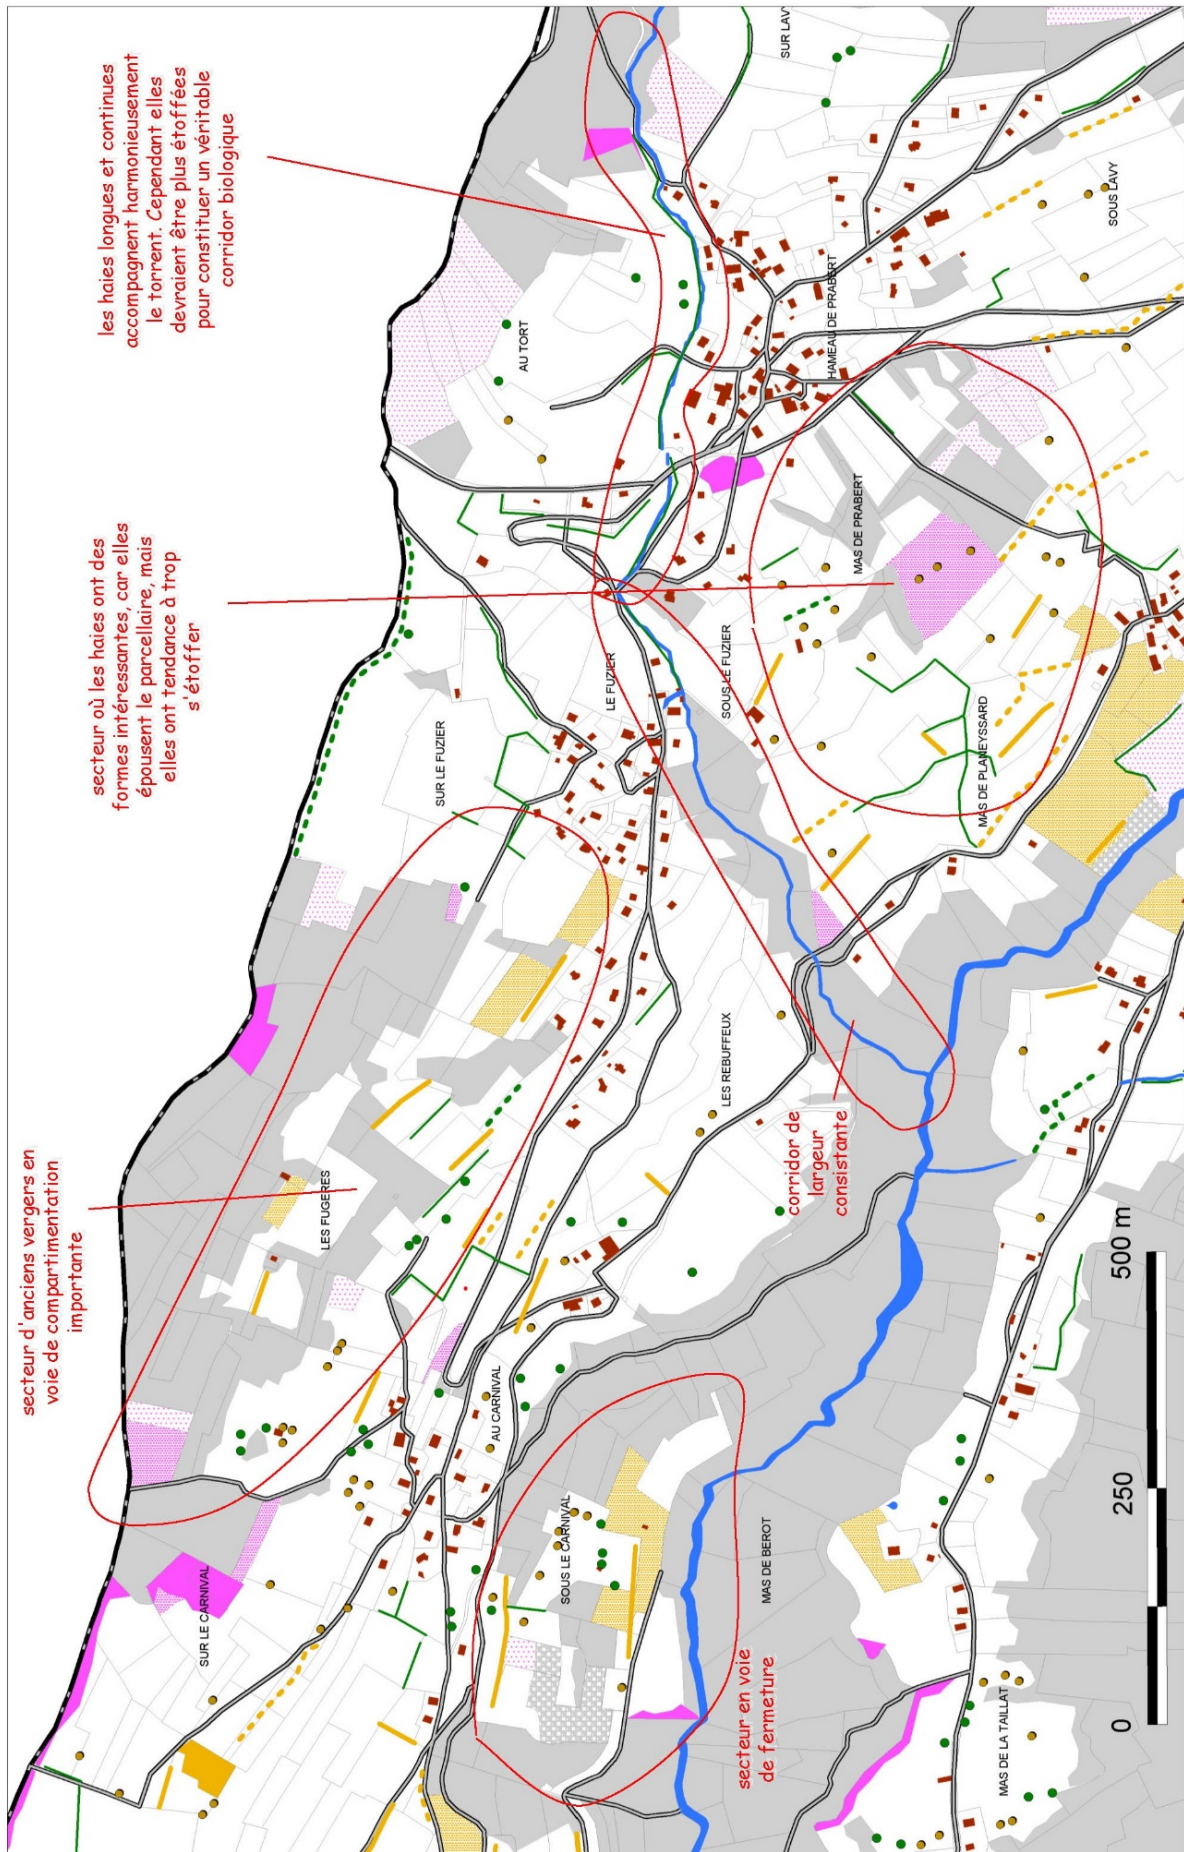 les haies longues et continues
accompagnent harmonieusement
le torrent. Cependant elles
devraient être plus étoffées
pour constituer un véritable
corridor biologique
secteur où les haies ont des
formes intéressantes, car elles
épousent le parcellaire, mais
elles ont tendance à trop
s'étoffer
secteur d'anciens vergers en
voie de compartimentation
importante
corridor de
largeur
consistante
secteur en voie
de fermeture
SUR LAVY
SOUS LAVY
AU TORT
HAMEAU DE PRABERT
MAS DE PRABERT
LE FUZIER
SOUS LE FUZIER
SUR LE FUZIER
MAS DE PLANEYSSARD
LES REBUFFEUX
LES FUGERES
AU CARNIVAL
SOUS LE CARNIVAL
SUR LE CARNIVAL
MAS DE BEROT
MAS DE LA TAILLAT
0
250
500 m